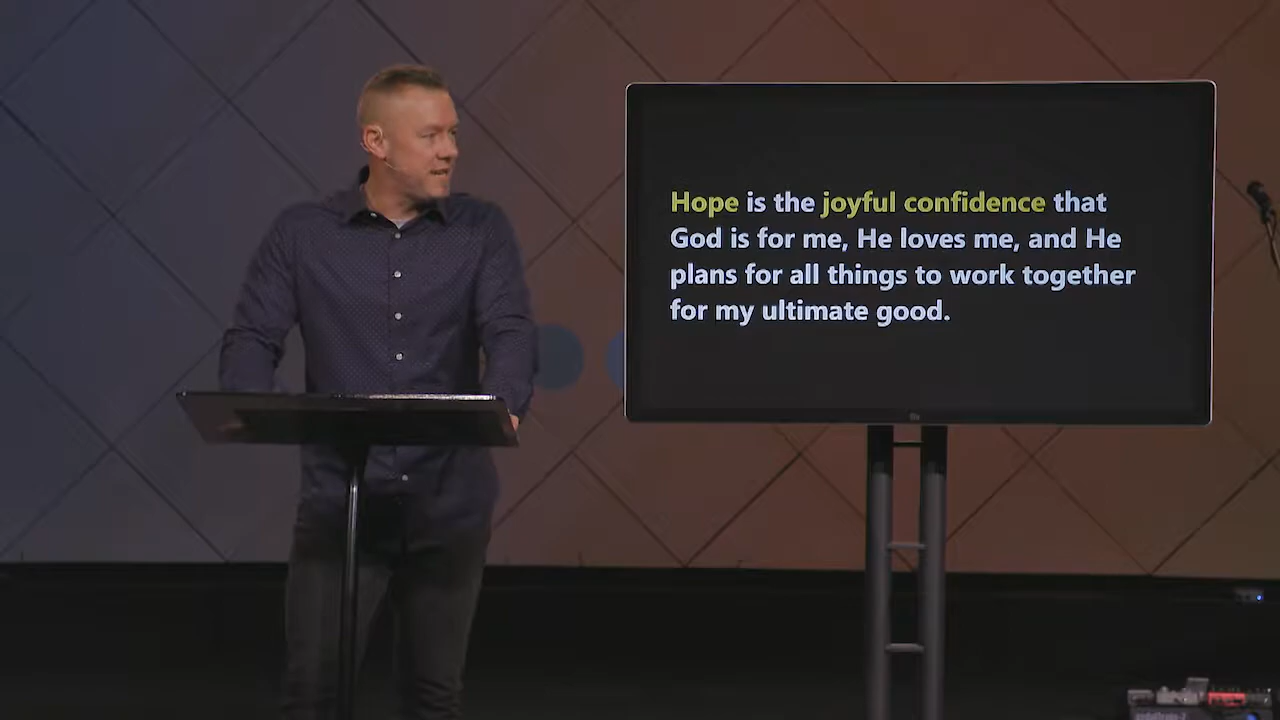 Hope is the joyful confidence that
God is for me, He loves me, and He
plans for all things to work together
for my ultimate good.